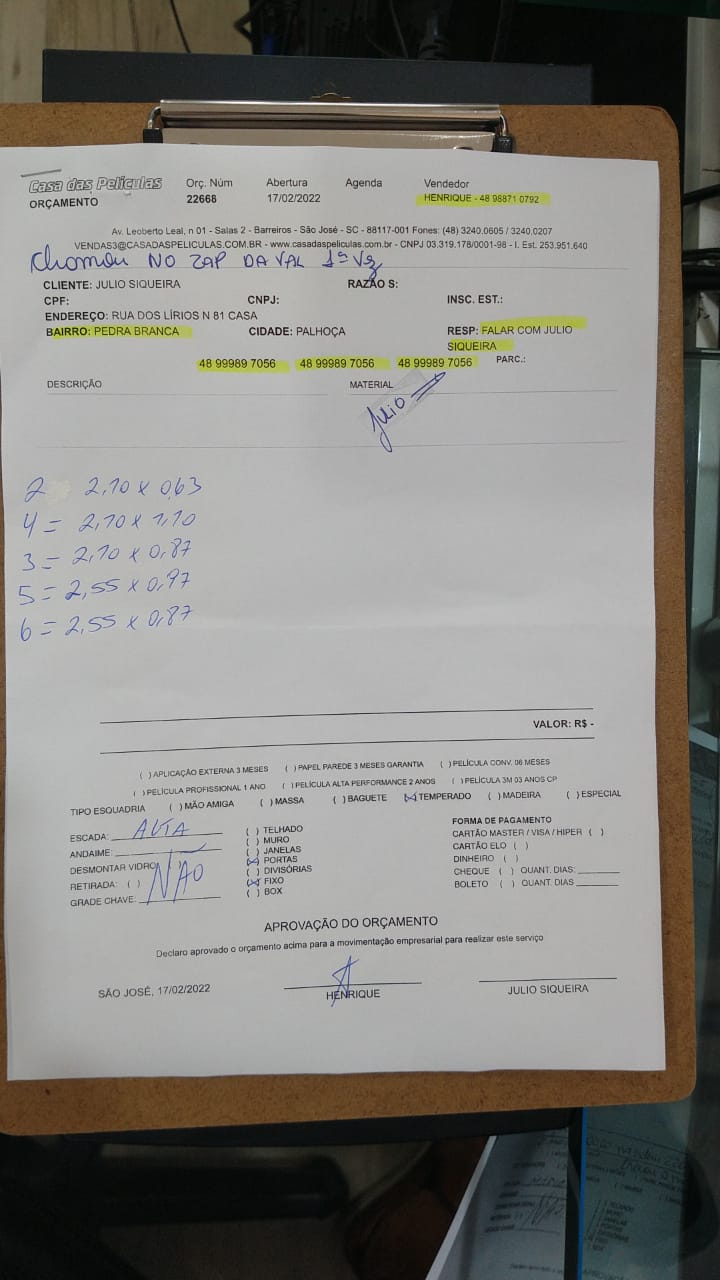 Casa das Películas
ORÇAMENTO
Orç. Núm
22668
Abertura
17/02/2022
Agenda
Vendedor
HENRIQUE - 48 98871 0792
Av. Leoberto Leal, n 01 - Salas 2 - Barreiros - São José - SC - 88117-001 Fones: (48) 3240.0605 / 3240.0207
VENDAS3@CASADASPELICULAS.COM.BR - www.casadaspeliculas.com.br - CNPJ 03.319.178/0001-98 - I. Est. 253.951.640
Chamou NO ZAP DA VAL 1ª Vez
CLIENTE: JULIO SIQUEIRA RAZÃO S:
CPF: CNPJ: INSC. EST.:
ENDEREÇO: RUA DOS LÍRIOS N 81 CASA
BAIRRO: PEDRA BRANCA CIDADE: PALHOÇA RESP: FALAR COM JULIO
SIQUEIRA
48 99989 7056 48 99989 7056 48 99989 7056 PARC.:
DESCRIÇÃO MATERIAL
Julio
2 2,10 x 0,63
4 = 2,10 x 1,10
3 = 2,10 x 0,87
5 = 2,55 x 0,97
6 = 2,55 x 0,87
VALOR: R$ -
( ) APLICAÇÃO EXTERNA 3 MESES ( ) PAPEL PAREDE 3 MESES GARANTIA ( ) PELÍCULA CONV. 06 MESES
( ) PELÍCULA PROFISSIONAL 1 ANO ( ) PELÍCULA ALTA PERFORMANCE 2 ANOS ( ) PELÍCULA 3M 03 ANOS CP
TIPO ESQUADRIA ( ) MÃO AMIGA ( ) MASSA ( ) BAGUETE (X) TEMPERADO ( ) MADEIRA ( ) ESPECIAL
ESCADA: ALTA
ANDAIME:
DESMONTAR VIDRO
RETIRADA: ( ) NÃO
GRADE CHAVE:
( ) TELHADO
( ) MURO
( ) JANELAS
(X) PORTAS
( ) DIVISÓRIAS
(X) FIXO
( ) BOX
FORMA DE PAGAMENTO
CARTÃO MASTER / VISA / HIPER ( )
CARTÃO ELO ( )
DINHEIRO ( )
CHEQUE ( ) QUANT. DIAS:
BOLETO ( ) QUANT. DIAS
APROVAÇÃO DO ORÇAMENTO
Declaro aprovado o orçamento acima para a movimentação empresarial para realizar este serviço
SÃO JOSÉ, 17/02/2022
HENRIQUE
JULIO SIQUEIRA